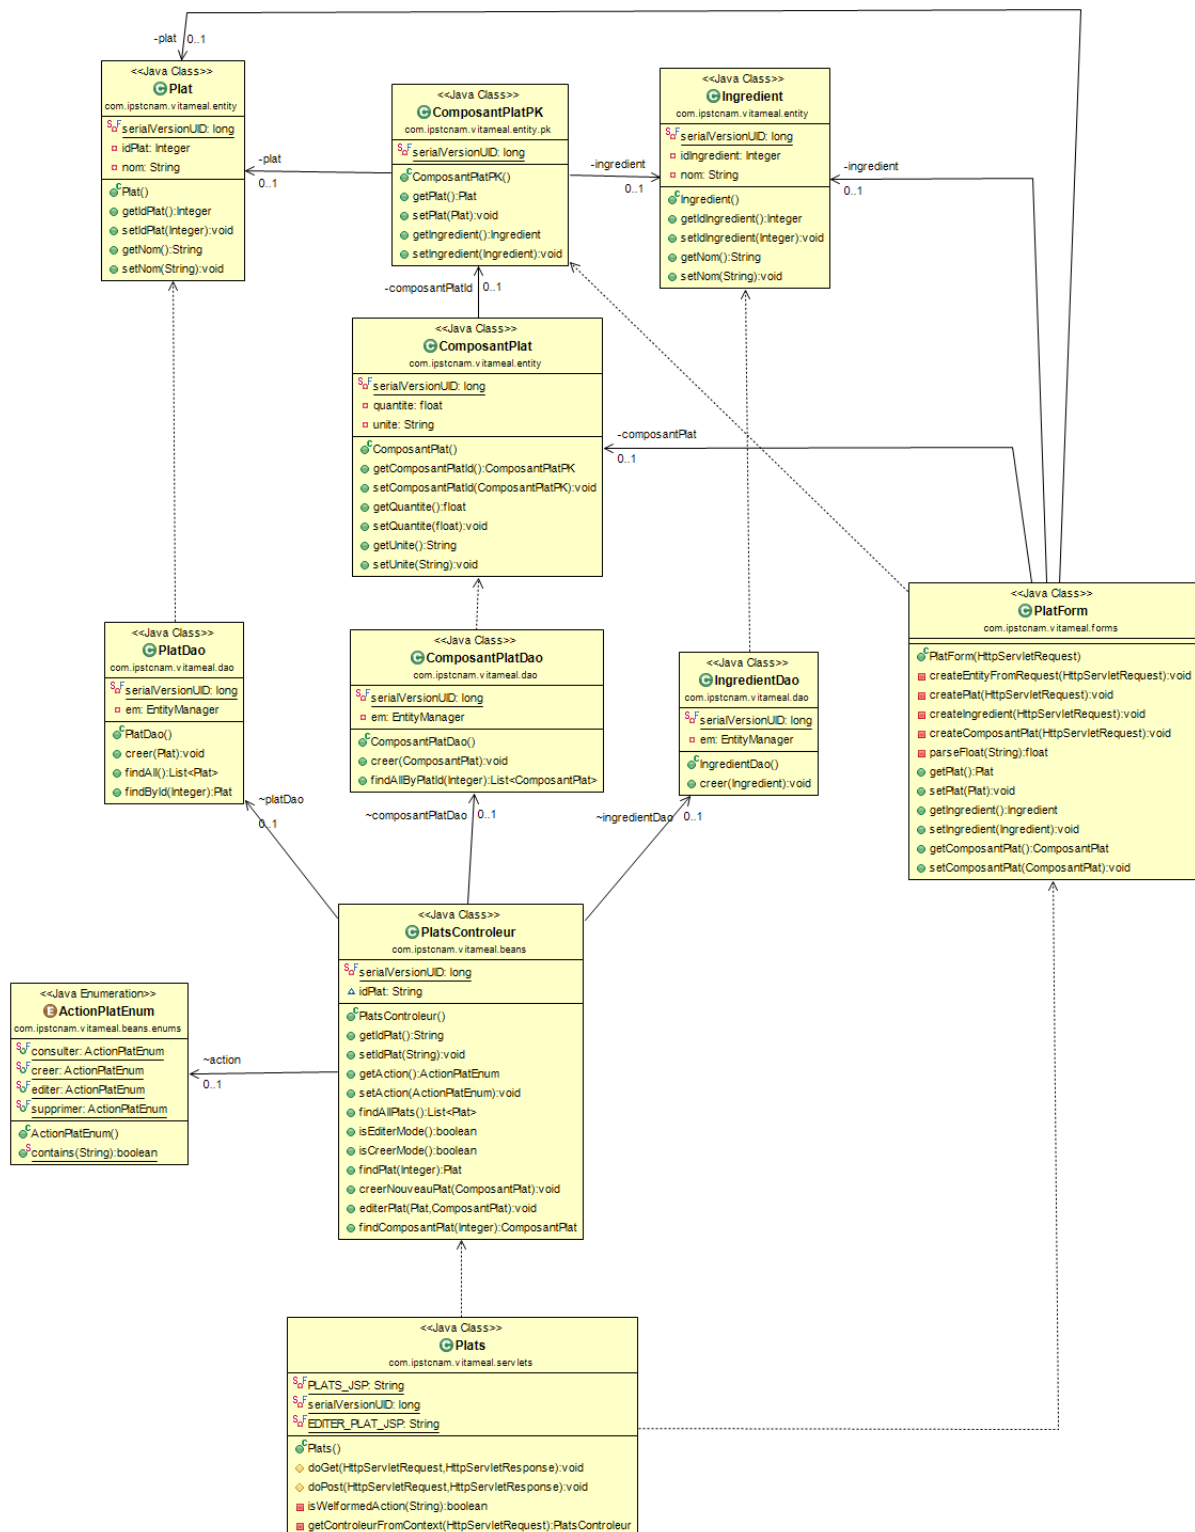 -plat 0..1
<<Java Class>>
Plat
com.ipstcnam.vitameal.entity
serialVersionUID: long
idPlat: Integer
nom: String
Plat()
getIdPlat():Integer
setIdPlat(Integer):void
getNom():String
setNom(String):void
-plat
0..1
<<Java Class>>
ComposantPlatPK
com.ipstcnam.vitameal.entity.pk
serialVersionUID: long
ComposantPlatPK()
getPlat():Plat
setPlat(Plat):void
getIngredient():Ingredient
setIngredient(Ingredient):void
-ingredient
0..1
<<Java Class>>
Ingredient
com.ipstcnam.vitameal.entity
serialVersionUID: long
idIngredient: Integer
nom: String
Ingredient()
getIdIngredient():Integer
setIdIngredient(Integer):void
getNom():String
setNom(String):void
-ingredient
0..1
-composantPlatId 0..1
<<Java Class>>
ComposantPlat
com.ipstcnam.vitameal.entity
serialVersionUID: long
quantite: float
unite: String
ComposantPlat()
getComposantPlatId():ComposantPlatPK
setComposantPlatId(ComposantPlatPK):void
getQuantite():float
setQuantite(float):void
getUnite():String
setUnite(String):void
-composantPlat
0..1
<<Java Class>>
PlatForm
com.ipstcnam.vitameal.forms
PlatForm(HttpServletRequest)
createEntityFromRequest(HttpServletRequest):void
createPlat(HttpServletRequest):void
createIngredient(HttpServletRequest):void
createComposantPlat(HttpServletRequest):void
parseFloat(String):float
getPlat():Plat
setPlat(Plat):void
getIngredient():Ingredient
setIngredient(Ingredient):void
getComposantPlat():ComposantPlat
setComposantPlat(ComposantPlat):void
<<Java Class>>
PlatDao
com.ipstcnam.vitameal.dao
serialVersionUID: long
em: EntityManager
PlatDao()
creer(Plat):void
findAll():List<Plat>
findById(Integer):Plat
<<Java Class>>
ComposantPlatDao
com.ipstcnam.vitameal.dao
serialVersionUID: long
em: EntityManager
ComposantPlatDao()
creer(ComposantPlat):void
findAllByPlatId(Integer):List<ComposantPlat>
<<Java Class>>
IngredientDao
com.ipstcnam.vitameal.dao
serialVersionUID: long
em: EntityManager
IngredientDao()
creer(Ingredient):void
~platDao
0..1
~composantPlatDao 0..1
~ingredientDao 0..1
<<Java Class>>
PlatsControleur
com.ipstcnam.vitameal.beans
serialVersionUID: long
idPlat: String
PlatsControleur()
getIdPlat():String
setIdPlat(String):void
getAction():ActionPlatEnum
setAction(ActionPlatEnum):void
findAllPlats():List<Plat>
isEditerMode():boolean
isCreerMode():boolean
findPlat(Integer):Plat
creerNouveauPlat(ComposantPlat):void
editerPlat(Plat,ComposantPlat):void
findComposantPlat(Integer):ComposantPlat
<<Java Enumeration>>
ActionPlatEnum
com.ipstcnam.vitameal.beans.enums
consulter: ActionPlatEnum
creer: ActionPlatEnum
editer: ActionPlatEnum
supprimer: ActionPlatEnum
ActionPlatEnum()
contains(String):boolean
~action
0..1
<<Java Class>>
Plats
com.ipstcnam.vitameal.servlets
PLATS_JSP: String
serialVersionUID: long
EDITER_PLAT_JSP: String
Plats()
doGet(HttpServletRequest,HttpServletResponse):void
doPost(HttpServletRequest,HttpServletResponse):void
isWelformedAction(String):boolean
getControleurFromContext(HttpServletRequest):PlatsControleur